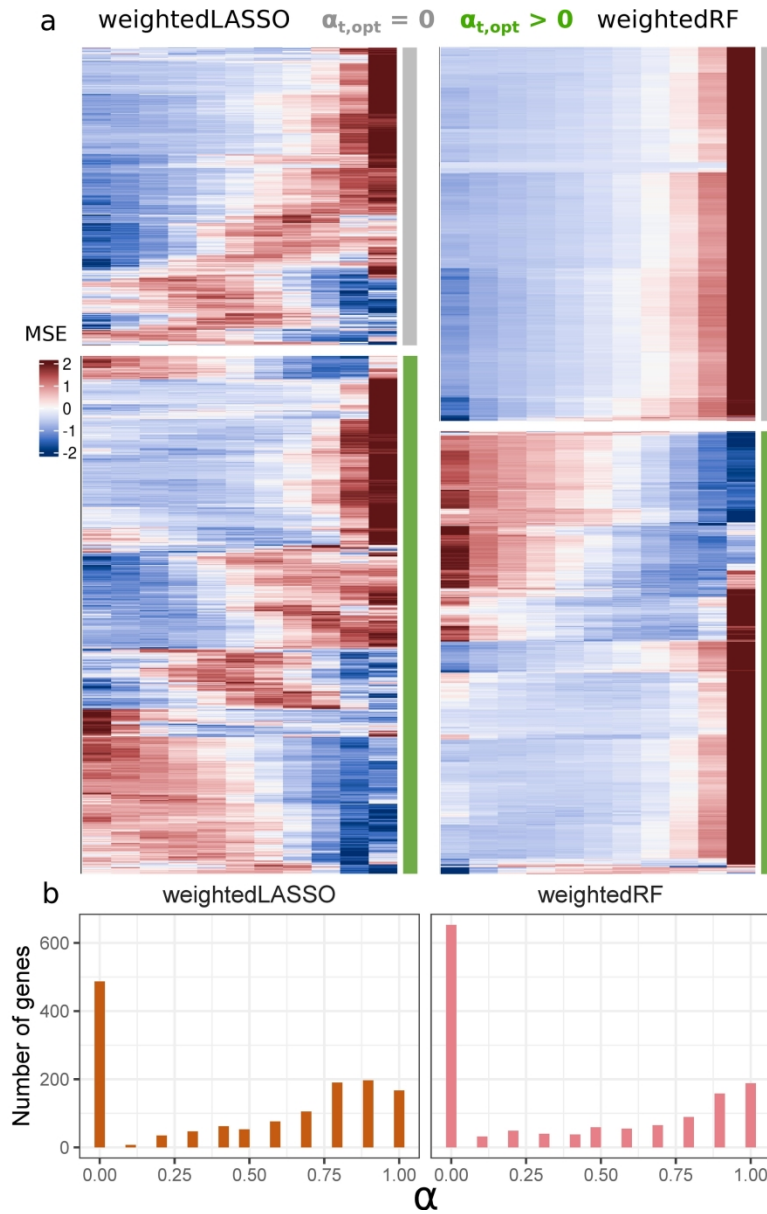 a weightedLASSO αt,opt = 0 αt,opt > 0 weightedRF
MSE
2
1
0
-1
-2
b weightedLASSO weightedRF
Number of genes
600
400
200
0
0.00 0.25 0.50 0.75 1.00 0.00 0.25 0.50 0.75 1.00
α